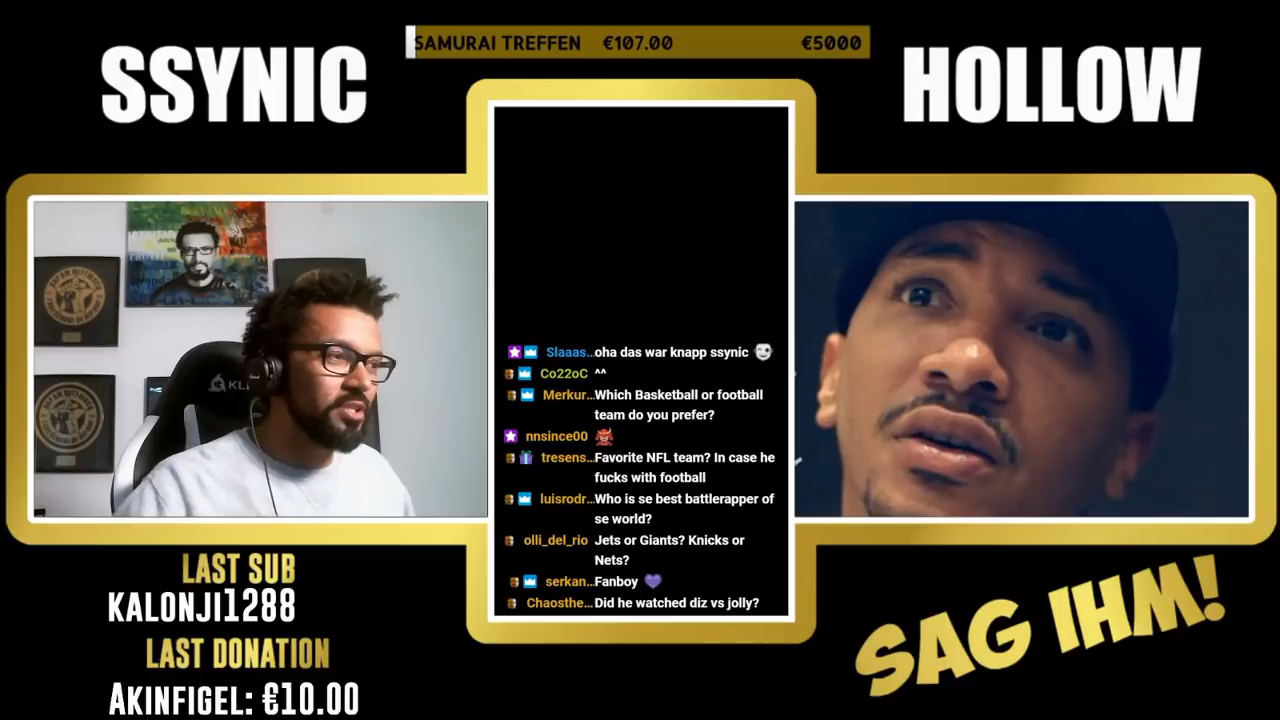 SAMURAI TREFFEN €107.00 €5000
SSYNIC
HOLLOW
KL
Slaaas.. oha das war knapp ssynic
Co22oC ^^
Merkur.. Which Basketball or football
team do you prefer?
nnsince00
tresens.. Favorite NFL team? In case he
fucks with football
luisrodr.. Who is se best battlerapper of
se world?
olli_del_rio Jets or Giants? Knicks or
Nets?
serkan.. Fanboy
Chaosthe... Did he watched diz vs jolly?
LAST SUB
KALONJI1288
LAST DONATION
AKINFIGEL: €10.00
SAG IHM!